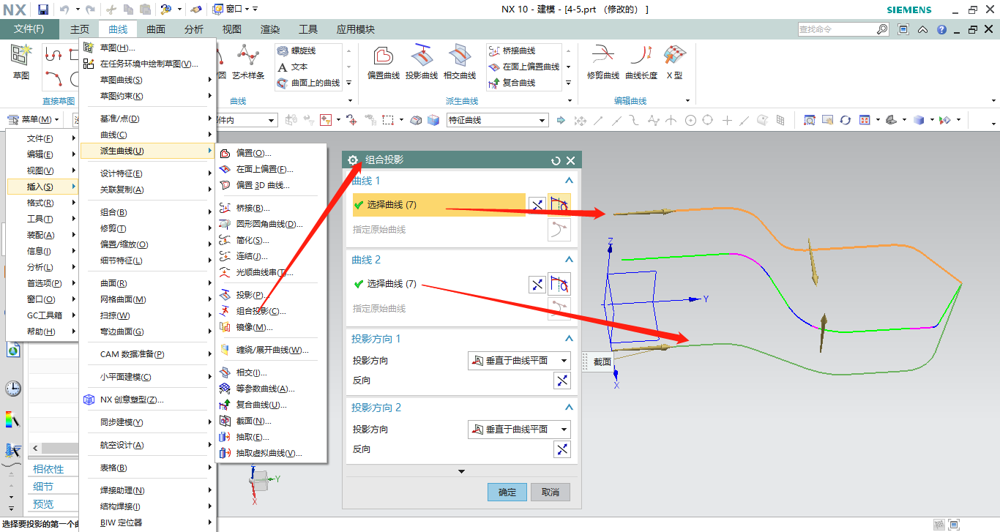 NX
窗口
NX 10 - 建模 - [4-5.prt （修改的） ]
SIEMENS
文件(F)
主页
曲线
曲面
分析
视图
渲染
工具
应用模块
查找命令
草图
直接草图
艺术样条
螺旋线
文本
曲面上的曲线
曲线
偏置曲线
投影曲线
相交曲线
桥接曲线
在面上偏置曲线
复合曲线
派生曲线
修剪曲线
曲线长度
X 型
编辑曲线
菜单(M)
件内
特征曲线
文件(F)
编辑(E)
视图(V)
插入(S)
格式(R)
工具(T)
装配(A)
信息(I)
分析(L)
首选项(P)
窗口(O)
GC工具箱
帮助(H)
相依性
细节
预览
选择要投影的第一个曲
草图(H)...
在任务环境中绘制草图(V)...
草图曲线(S)
草图约束(K)
基准/点(D)
曲线(C)
派生曲线(U)
设计特征(E)
关联复制(A)
组合(B)
修剪(T)
偏置/缩放(O)
细节特征(L)
曲面(R)
网格曲面(M)
扫掠(W)
弯边曲面(G)
CAM 数据准备(P)
小平面建模(C)
NX 创意塑型(Z)...
同步建模(Y)
航空设计(A)
表格(B)
焊接助理(N)
结构焊接(I)
BIW 定位器
偏置(O)...
在面上偏置(F)...
偏置 3D 曲线...
桥接(B)...
圆形圆角曲线(D)...
简化(S)...
连结(J)...
光顺曲线串(T)...
投影(P)...
组合投影(C)...
镜像(M)...
缠绕/展开曲线(W)...
相交(I)...
等参数曲线(A)...
复合曲线(U)...
截面(N)...
抽取(E)...
抽取虚拟曲线(V)...
组合投影
曲线 1
选择曲线 (7)
指定原始曲线
曲线 2
选择曲线 (7)
指定原始曲线
投影方向 1
投影方向
垂直于曲线平面
反向
投影方向 2
投影方向
垂直于曲线平面
反向
确定
取消
Z
Y
截面
X
Z
Y
X